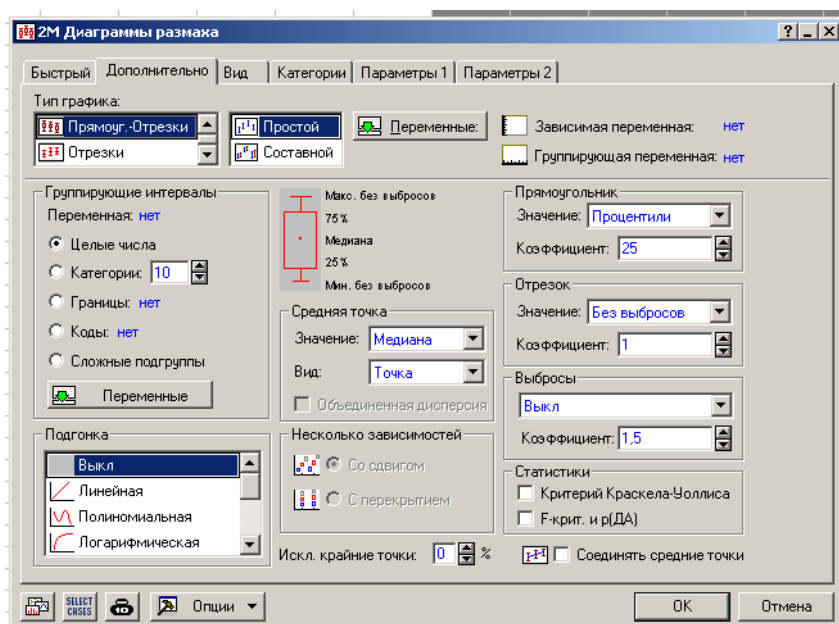 2М Диаграммы размаха
Быстрый Дополнительно Вид Категории Параметры 1 Параметры 2
Тип графика:
Прямоуг.-Отрезки
Отрезки
Простой
Составной
Переменные:
Зависимая переменная: нет
Группирующая переменная: нет
Группирующие интервалы
Переменная: нет
Целые числа
Категории: 10
Границы: нет
Коды: нет
Сложные подгруппы
Переменные
Подгонка
Выкл
Линейная
Полиномиальная
Логарифмическая
Макс. без выбросов
75%
Медиана
25%
Мин. без выбросов
Средняя точка
Значение: Медиана
Вид: Точка
Объединенная дисперсия
Несколько зависимостей
Со сдвигом
С перекрытием
Искл. крайние точки: 0 %
Прямоугольник
Значение: Процентили
Коэффициент: 25
Отрезок
Значение: Без выбросов
Коэффициент: 1
Выбросы
Выкл
Коэффициент: 1,5
Статистики
Критерий Краскела-Уоллиса
F-крит. и p(ДА)
Соединять средние точки
SELECT
CASES
Опции
OK
Отмена